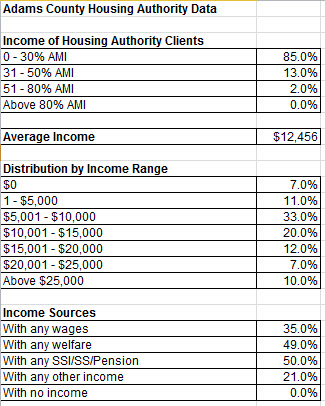 Adams County Housing Authority Data
Income of Housing Authority Clients
0 - 30% AMI 85.0%
31 - 50% AMI 13.0%
51 - 80% AMI 2.0%
Above 80% AMI 0.0%
Average Income $12,456
Distribution by Income Range
$0 7.0%
1 - $5,000 11.0%
$5,001 - $10,000 33.0%
$10,001 - $15,000 20.0%
$15,001 - $20,000 12.0%
$20,001 - $25,000 7.0%
Above $25,000 10.0%
Income Sources
With any wages 35.0%
With any welfare 49.0%
With any SSI/SS/Pension 50.0%
With any other income 21.0%
With no income 0.0%